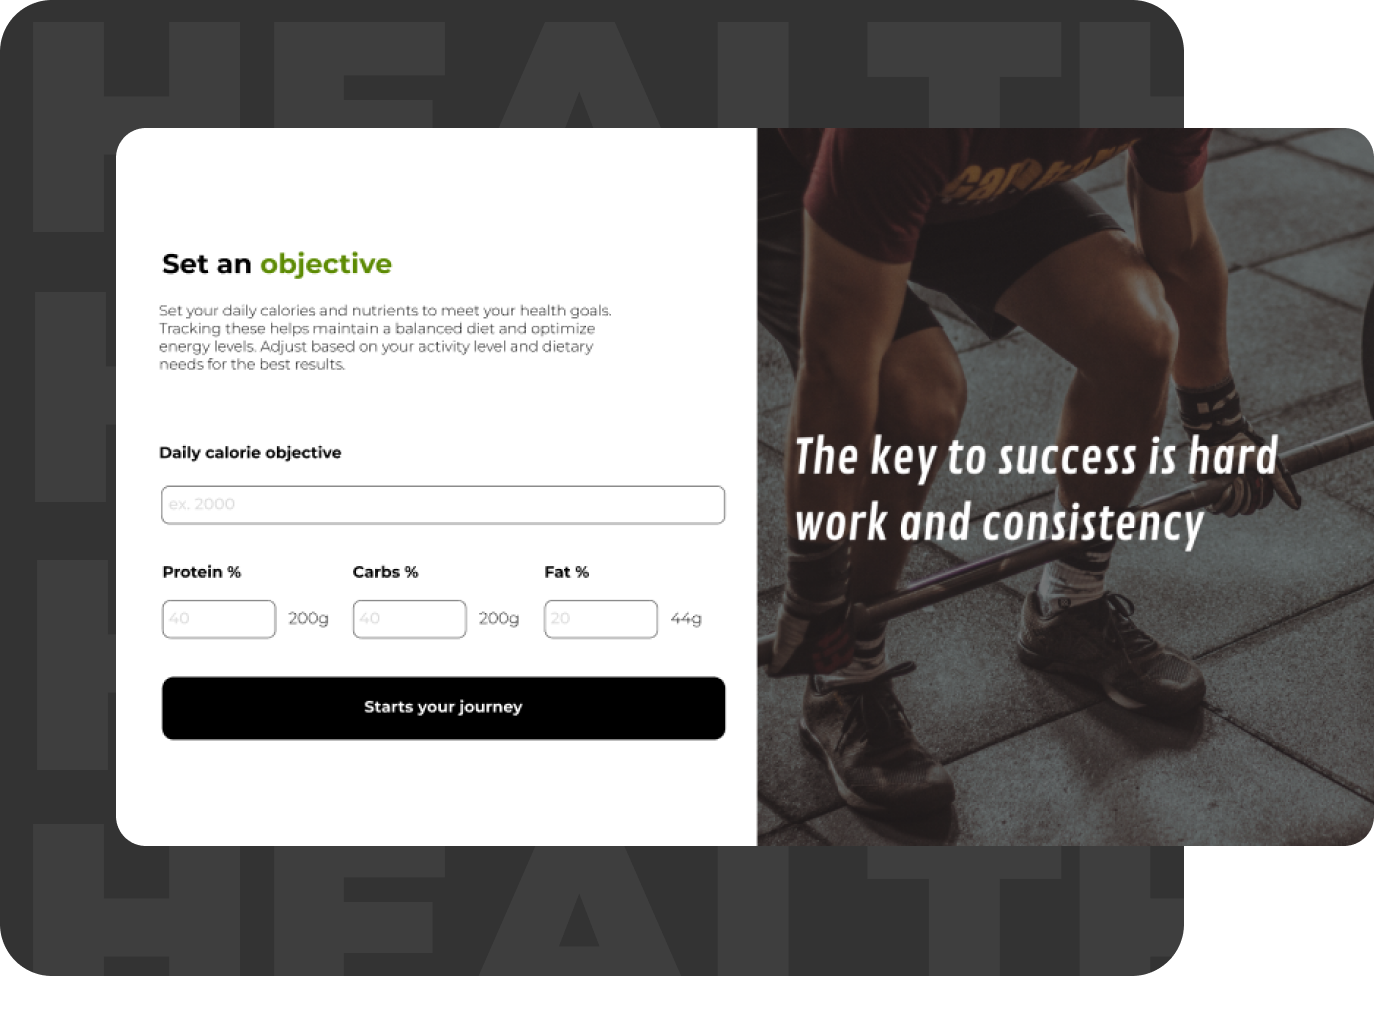 HEALTH
Set an objective
Set your daily calories and nutrients to meet your health goals.
Tracking these helps maintain a balanced diet and optimize
energy levels. Adjust based on your activity level and dietary
needs for the best results.
Daily calorie objective
ex. 2000
Protein % Carbs % Fat %
40 200g 40 200g 20 44g
Starts your journey
The key to success is hard
work and consistency
HEALTH